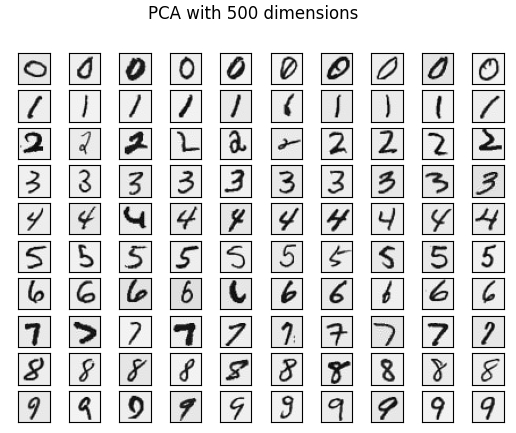 PCA with 500 dimensions
0 0 0 0 0 0 0 0 0 0
1 1 1 1 1 1 1 1 1 1
2 2 2 2 2 2 2 2 2 2
3 3 3 3 3 3 3 3 3 3
4 4 4 4 4 4 4 4 4 4
5 5 5 5 5 5 5 5 5 5
6 6 6 6 6 6 6 6 6 6
7 7 7 7 7 7 7 7 7 7
8 8 8 8 8 8 8 8 8 8
9 9 9 9 9 9 9 9 9 9